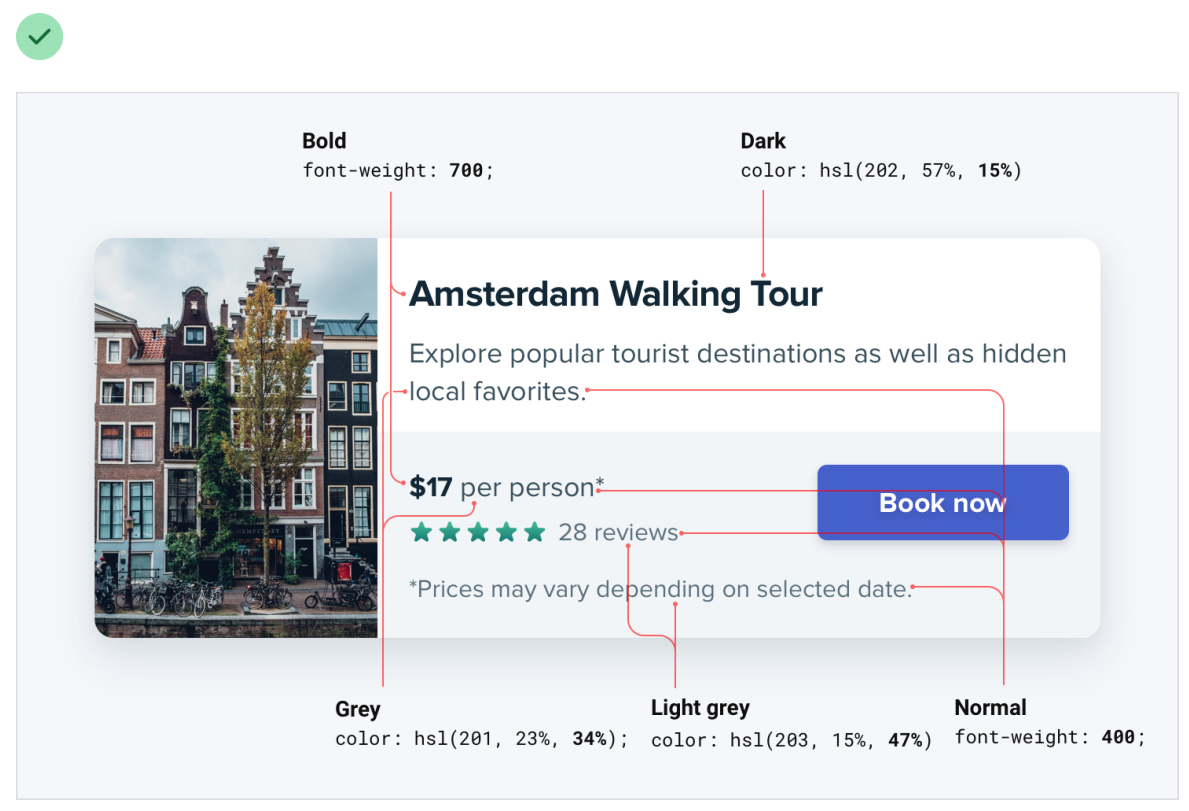 Bold
font-weight: 700;
Dark
color: hsl(202, 57%, 15%)
Amsterdam Walking Tour
Explore popular tourist destinations as well as hidden
local favorites.
$17 per person*
Book now
28 reviews
*Prices may vary depending on selected date.
Grey
color: hsl(201, 23%, 34%);
Light grey
color: hsl(203, 15%, 47%)
Normal
font-weight: 400;